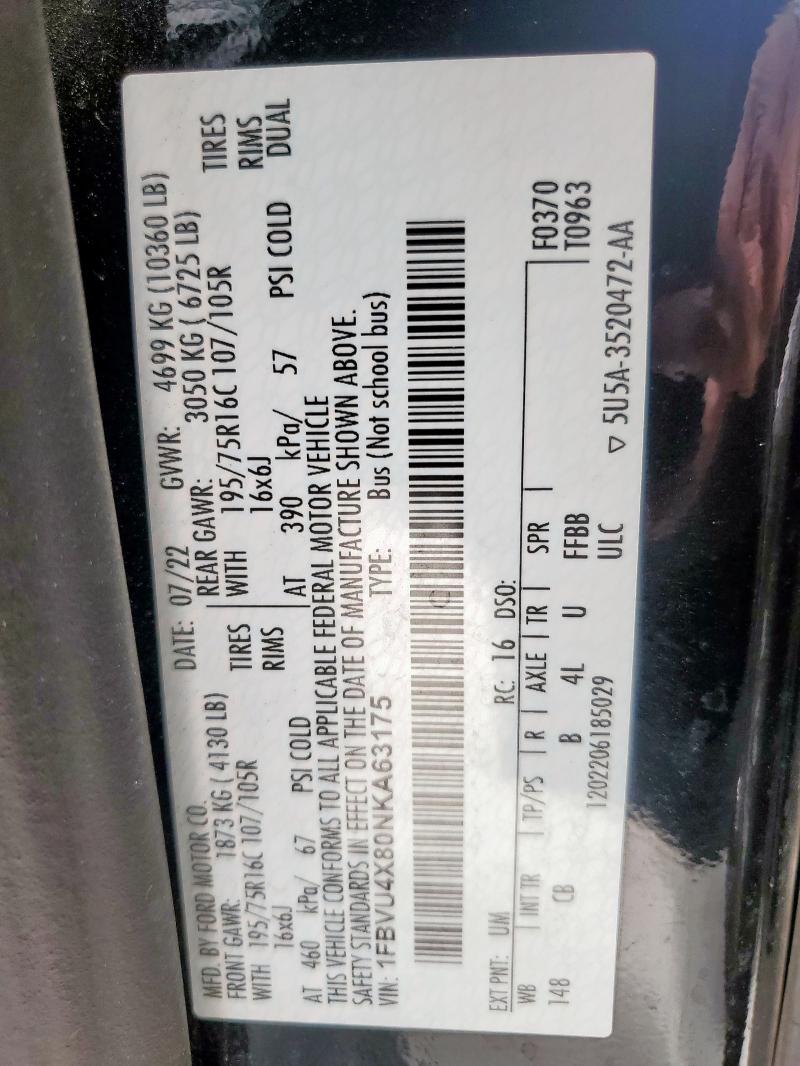 MFD. BY FORD MOTOR CO.
DATE: 07/22 GVWR: 4699 KG (10360 LB)
FRONT GAWR: 1873 KG ( 4130 LB) REAR GAWR: 3050 KG ( 6725 LB)
WITH 195/75R16C 107/105R TIRES WITH 195/75R16C 107/105R TIRES
16x6J RIMS 16x6J RIMS
AT 460 kPa/ 67 PSI COLD AT 390 kPa/ 57 PSI COLD DUAL
THIS VEHICLE CONFORMS TO ALL APPLICABLE FEDERAL MOTOR VEHICLE
SAFETY STANDARDS IN EFFECT ON THE DATE OF MANUFACTURE SHOWN ABOVE.
VIN: 1FBVU4X80NKA63175 TYPE: Bus (Not school bus)
EXT PNT: UM RC: 16 DSO:
WB INT TR TP/PS R AXLE TR SPR F0370
148 CB B 4L U FFBB T0963
1202206185029 ULC
▽ 5U5A-3520472-AA